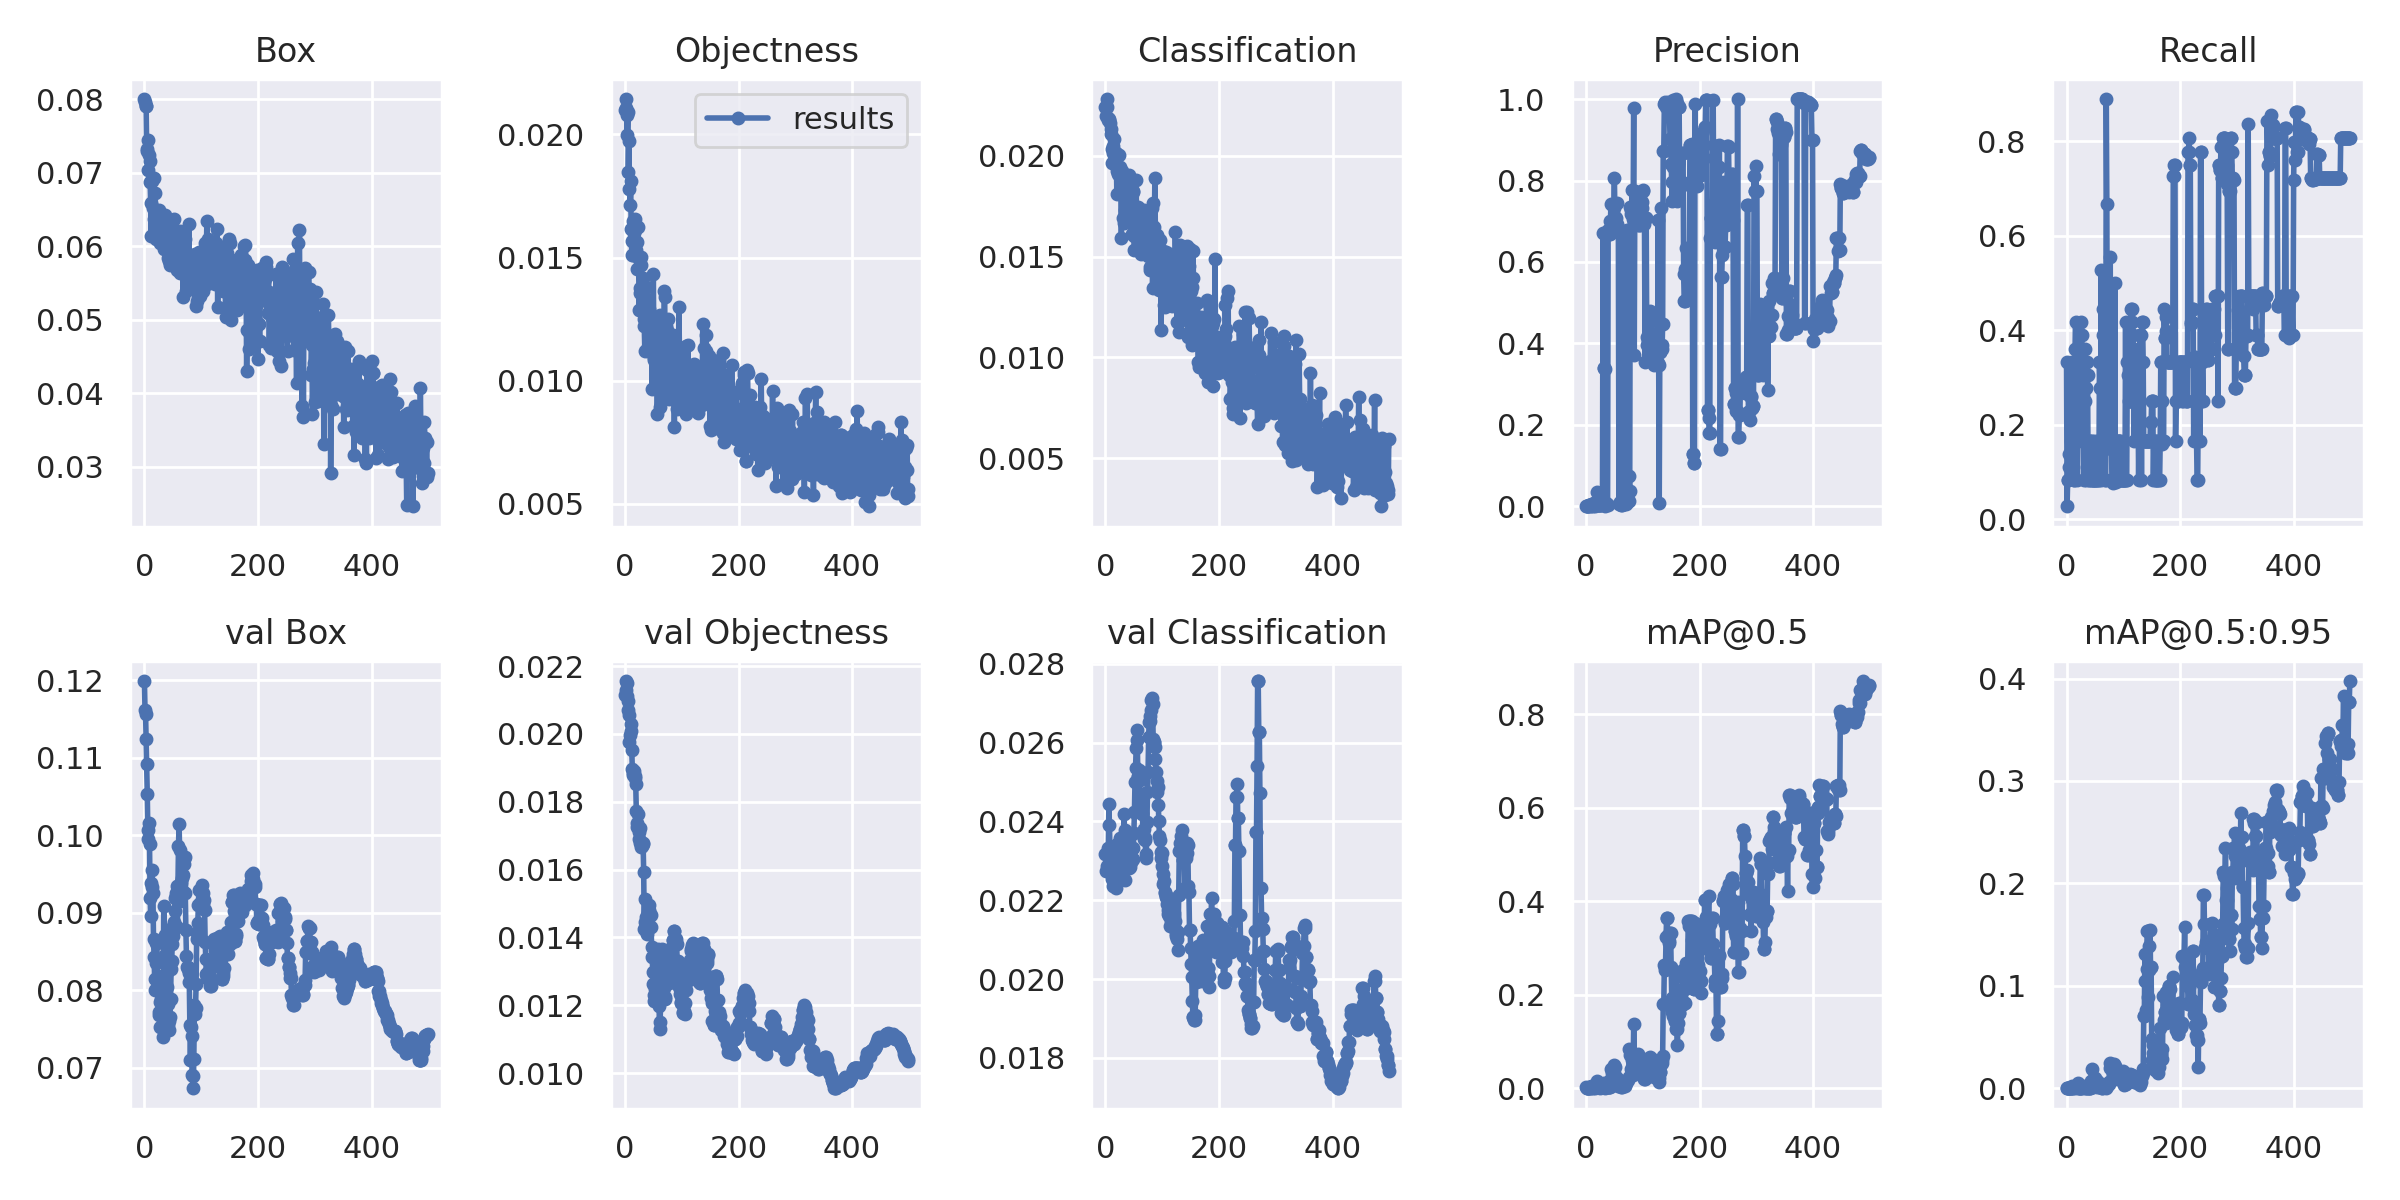 Box
Objectness
Classification
Precision
Recall
0.08
0.07
0.06
0.05
0.04
0.03
0 200 400
results
0.020
0.015
0.010
0.005
0 200 400
0.020
0.015
0.010
0.005
0 200 400
1.0
0.8
0.6
0.4
0.2
0.0
0 200 400
0.8
0.6
0.4
0.2
0.0
0 200 400
val Box
val Objectness
val Classification
mAP@0.5
mAP@0.5:0.95
0.12
0.11
0.10
0.09
0.08
0.07
0 200 400
0.022
0.020
0.018
0.016
0.014
0.012
0.010
0 200 400
0.028
0.026
0.024
0.022
0.020
0.018
0 200 400
0.8
0.6
0.4
0.2
0.0
0 200 400
0.4
0.3
0.2
0.1
0.0
0 200 400